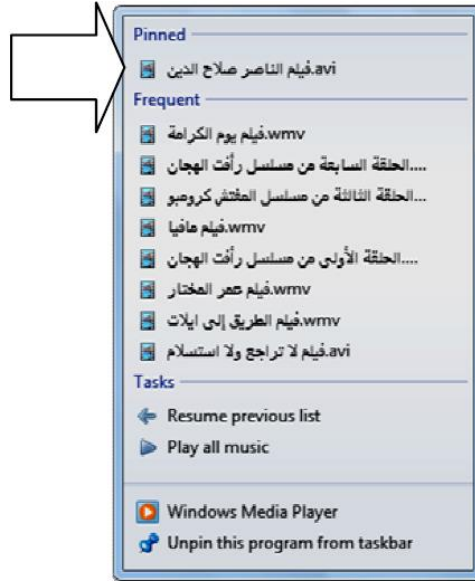 Pinned
فيلم الناصر صلاح الدين.avi
Frequent
فيلم يوم الكرامة.wmv
الحلقة السابعة من مسلسل رأفت الهجان....
الحلقة الثالثة من مسلسل المفتش كرومبو...
فيلم مافيا.wmv
الحلقة الأولى من مسلسل رأفت الهجان....
فيلم عمر المختار.wmv
فيلم الطريق إلى ايلات.wmv
فيلم لا تراجع ولا استسلام.avi
Tasks
Resume previous list
Play all music
Windows Media Player
Unpin this program from taskbar